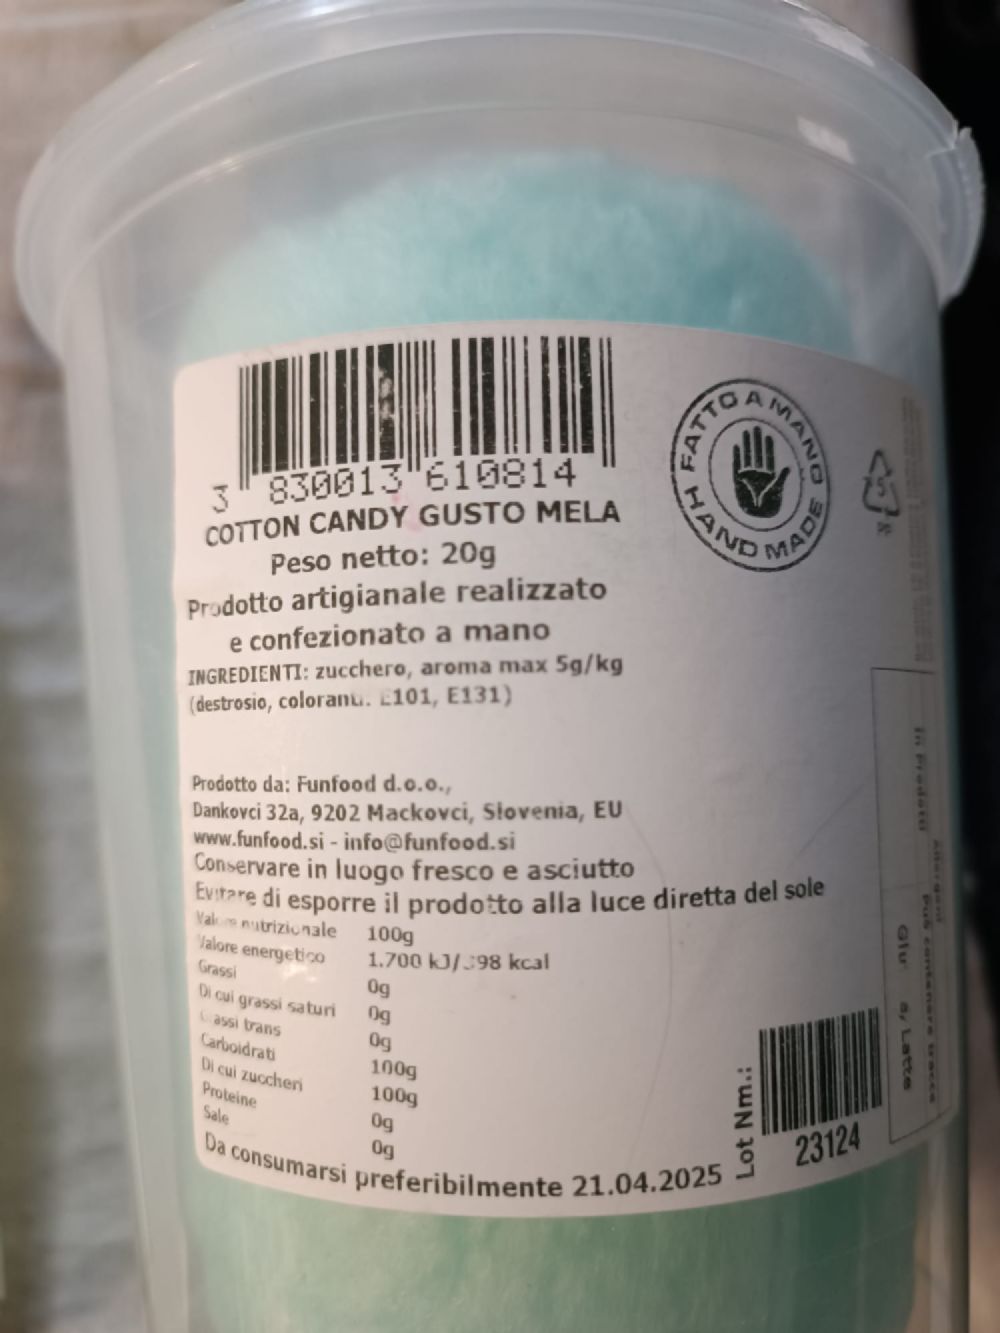 3 830013 610814
COTTON CANDY GUSTO MELA
Peso netto: 20g
Prodotto artigianale realizzato
e confezionato a mano
INGREDIENTI: zucchero, aroma max 5g/kg
(destrosio, coloranti: E101, E131)
Prodotto da: Funfood d.o.o.,
Dankovci 32a, 9202 Mackovci, Slovenia, EU
www.funfood.si - info@funfood.si
Conservare in luogo fresco e asciutto
Evitare di esporre il prodotto alla luce diretta del sole
Valore nutrizionale 100g
Valore energetico 1.700 kJ/398 kcal
Grassi 0g
Di cui grassi saturi 0g
Grassi trans 0g
Carboidrati 100g
Di cui zuccheri 100g
Proteine 0g
Sale 0g
Da consumarsi preferibilmente 21.04.2025
Lot Nm.:
23124
FATTO A MANO
HAND MADE
5
Allergeni
Può contenere tracce
Latte